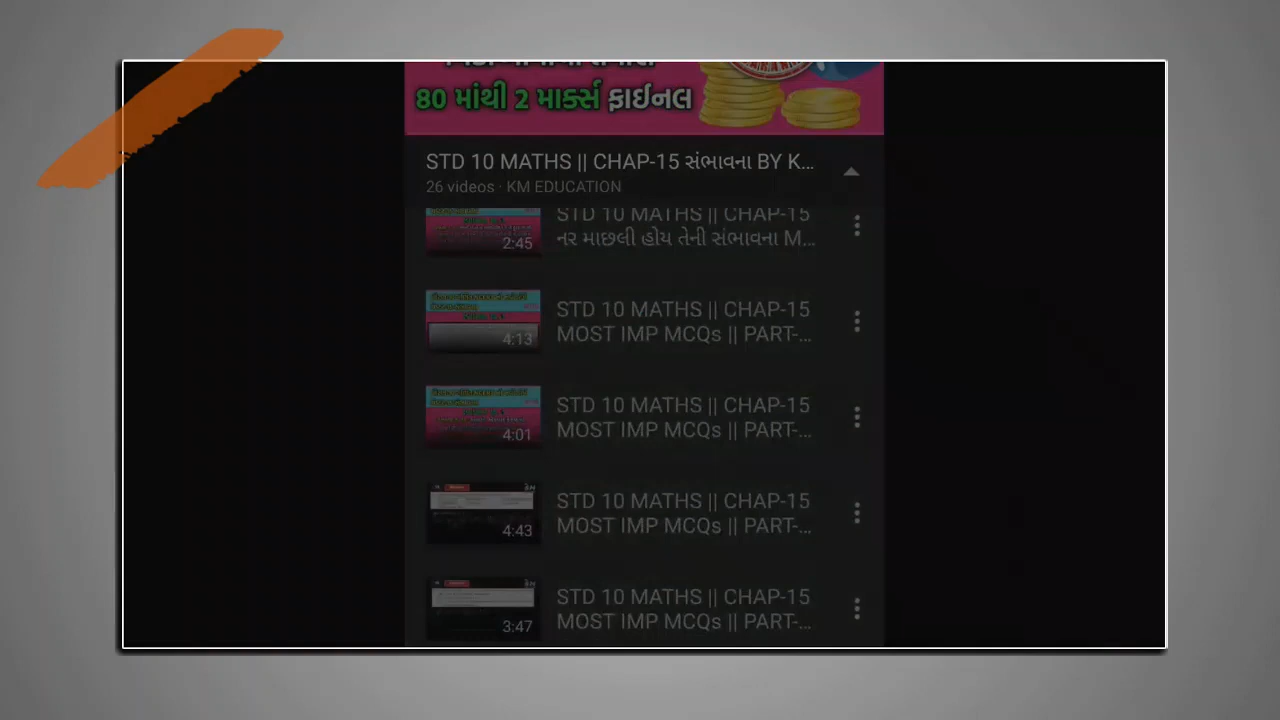 80 માંથી 2 માર્ક્સ ફાઈનલ
STD 10 MATHS || CHAP-15 સંભાવના BY K...
26 videos · KM EDUCATION
STD 10 MATHS || CHAP-15
નર માછલી હોય તેની સંભાવના M...
2:45
STD 10 MATHS || CHAP-15
MOST IMP MCQs || PART-...
4:13
STD 10 MATHS || CHAP-15
MOST IMP MCQs || PART-...
4:01
STD 10 MATHS || CHAP-15
MOST IMP MCQs || PART-...
4:43
STD 10 MATHS || CHAP-15
MOST IMP MCQs || PART-...
3:47